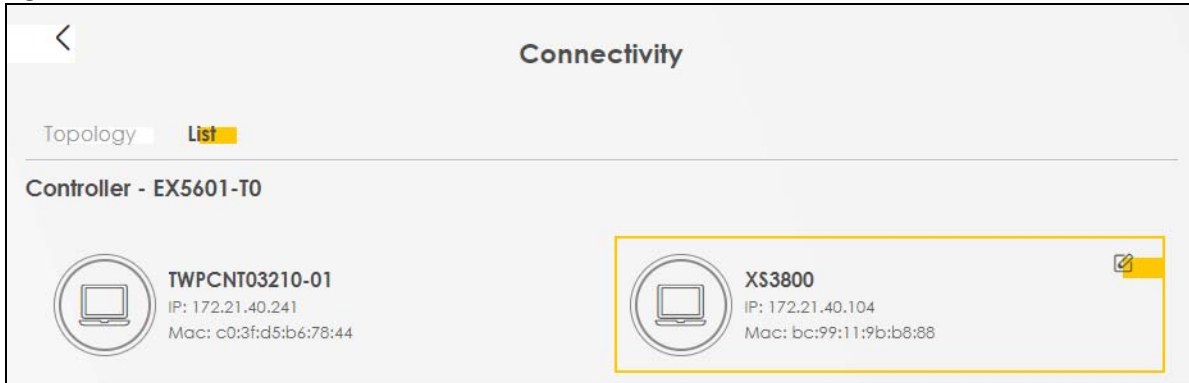 Connectivity
Topology List
Controller - EX5601-T0
TWPCNT03210-01
IP: 172.21.40.241
Mac: c0:3f:d5:b6:78:44
XS3800
IP: 172.21.40.104
Mac: bc:99:11:9b:b8:88